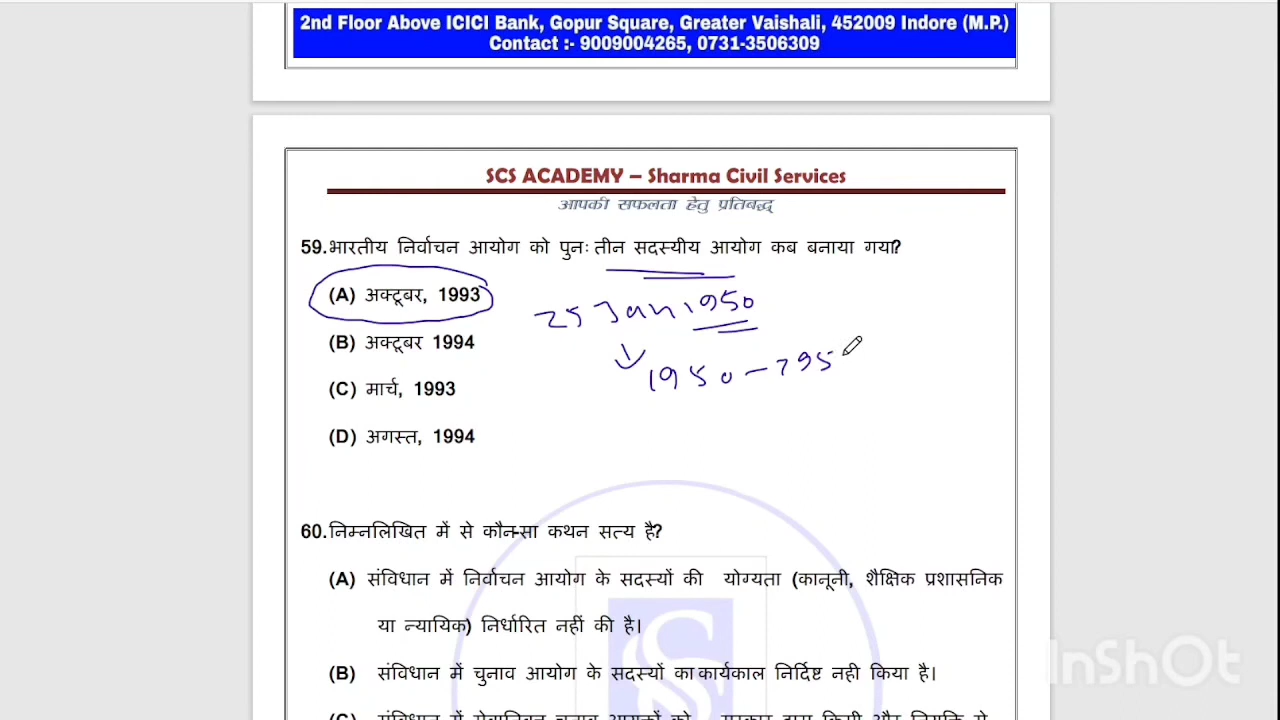 2nd Floor Above ICICI Bank, Gopur Square, Greater Vaishali, 452009 Indore (M.P.)
Contact :- 9009004265, 0731-3506309
SCS ACADEMY – Sharma Civil Services
आपकी सफलता हेतु प्रतिबद्ध
59.भारतीय निर्वाचन आयोग को पुनः तीन सदस्यीय आयोग कब बनाया गया?
(A) अक्टूबर, 1993
25 Jan 1950
(B) अक्टूबर 1994
1950 – 195
(C) मार्च, 1993
(D) अगस्त, 1994
60.निम्नलिखित में से कौन-सा कथन सत्य है?
(A) संविधान में निर्वाचन आयोग के सदस्यों की योग्यता (कानूनी, शैक्षिक प्रशासनिक
या न्यायिक) निर्धारित नहीं की है।
(B) संविधान में चुनाव आयोग के सदस्यों का कार्यकाल निर्दिष्ट नही किया है।
InShOt